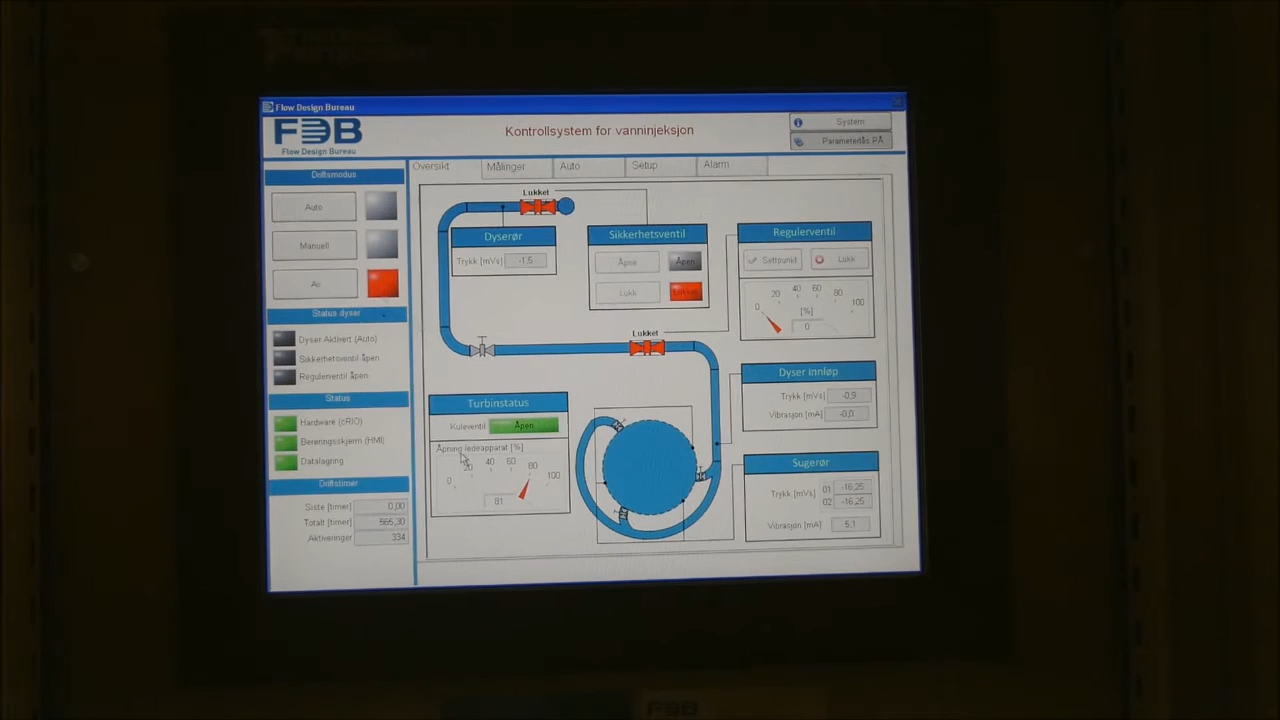 Flow Design Bureau
FDB
Flow Design Bureau
Kontrollsystem for vanninjeksjon
System
Parameterlås PÅ
Driftsmodus
Auto
Manuell
Av
Status dyser
Dyser Aktivert (Auto)
Sikkerhetsventil åpen
Regulerventil åpen
Status
Hardware (cRIO)
Berøringsskjerm (HMI)
Datalagring
Driftstimer
Siste [timer] 0,00
Totalt [timer] 565,30
Aktiveringer 334
Oversikt Målinger Auto Setup Alarm
Lukket
Dyserør
Trykk [mVs] -1,5
Sikkerhetsventil
Åpne Åpen
Lukk Lukket
Regulerventil
Settpunkt Lukk
0 20 40 60 80 100
[%]
0
Lukket
Dyser innløp
Trykk [mVs] -0,9
Vibrasjon [mA] -0,0
Turbinstatus
Kuleventil Åpen
Åpning ledeapparat [%]
0 20 40 60 80 100
81
Sugerør
Trykk [mVs] 01 -16,25
02 -16,25
Vibrasjon [mA] 5,1
FDB